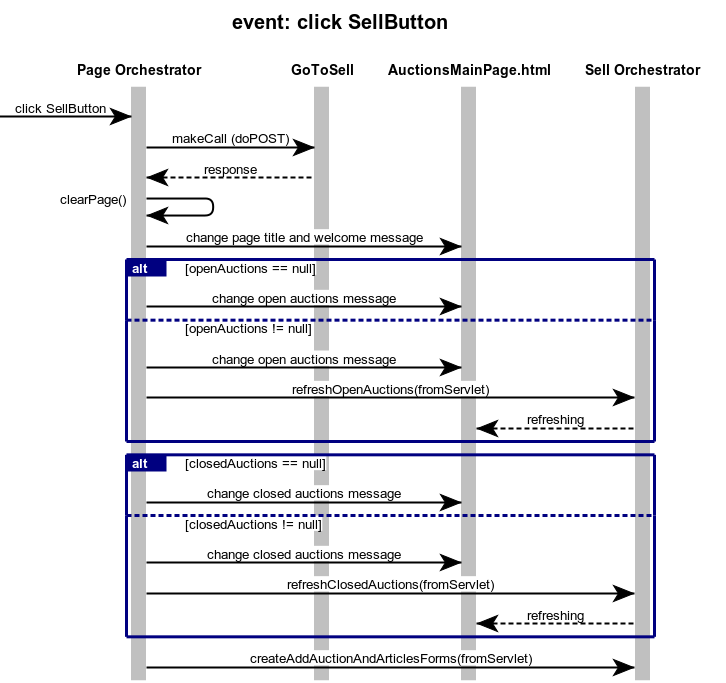 event: click SellButton
Page Orchestrator
GoToSell
AuctionsMainPage.html
Sell Orchestrator
click SellButton
makeCall (doPOST)
response
clearPage()
change page title and welcome message
alt
[openAuctions == null]
change open auctions message
[openAuctions != null]
change open auctions message
refreshOpenAuctions(fromServlet)
refreshing
alt
[closedAuctions == null]
change closed auctions message
[closedAuctions != null]
change closed auctions message
refreshClosedAuctions(fromServlet)
refreshing
createAddAuctionAndArticlesForms(fromServlet)